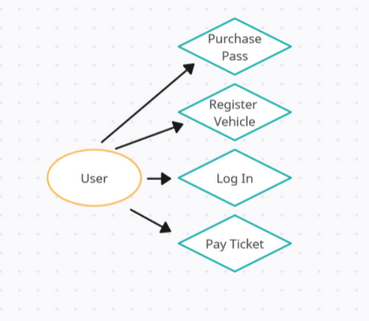 Purchase
Pass
Register
Vehicle
User
Log In
Pay Ticket